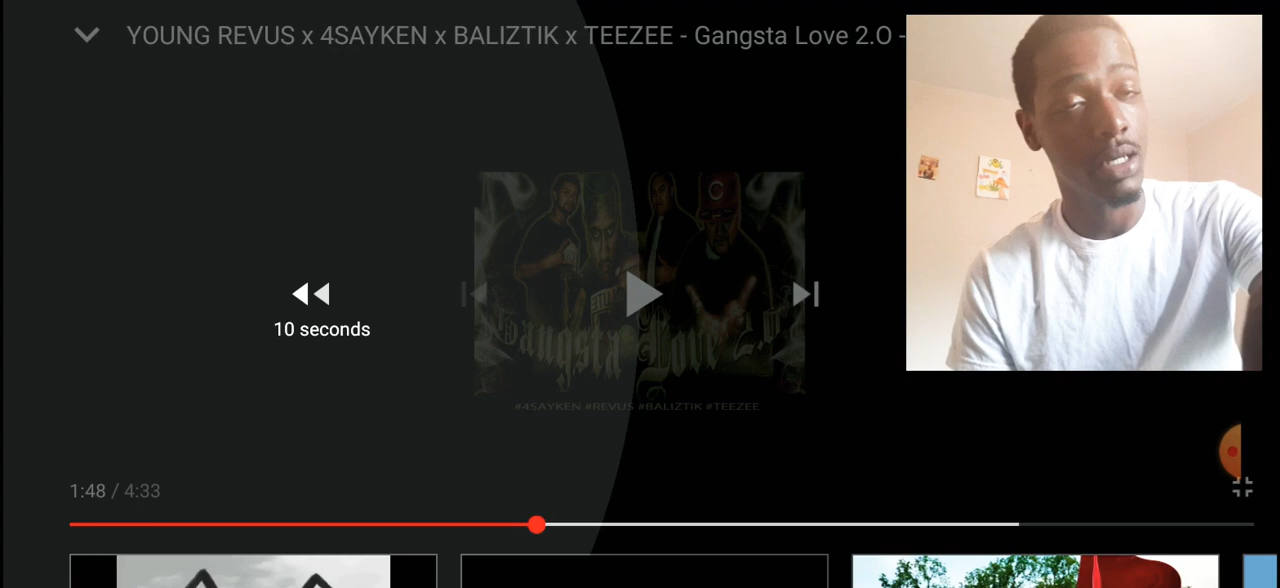 YOUNG REVUS x 4SAYKEN x BALIZTIK x TEEZEE - Gangsta Love 2.O -
C
10 seconds
Gangsta Love 2.0
#4SAYKEN #REVUS #BALIZTIK #TEEZEE
1:48 / 4:33